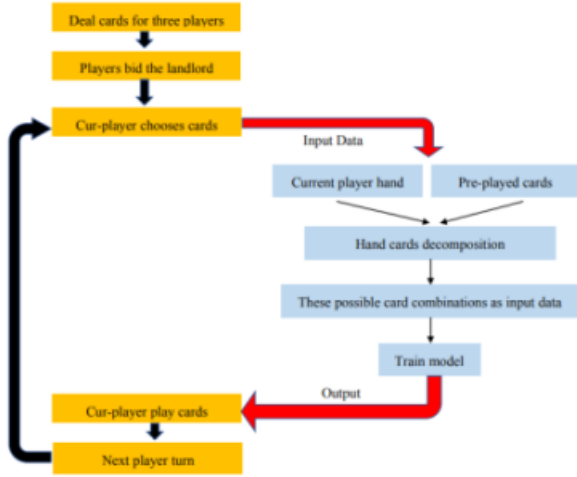 Deal cards for three players
Players bid the landlord
Cur-player chooses cards
Input Data
Current player hand
Pre-played cards
Hand cards decomposition
These possible card combinations as input data
Train model
Output
Cur-player play cards
Next player turn